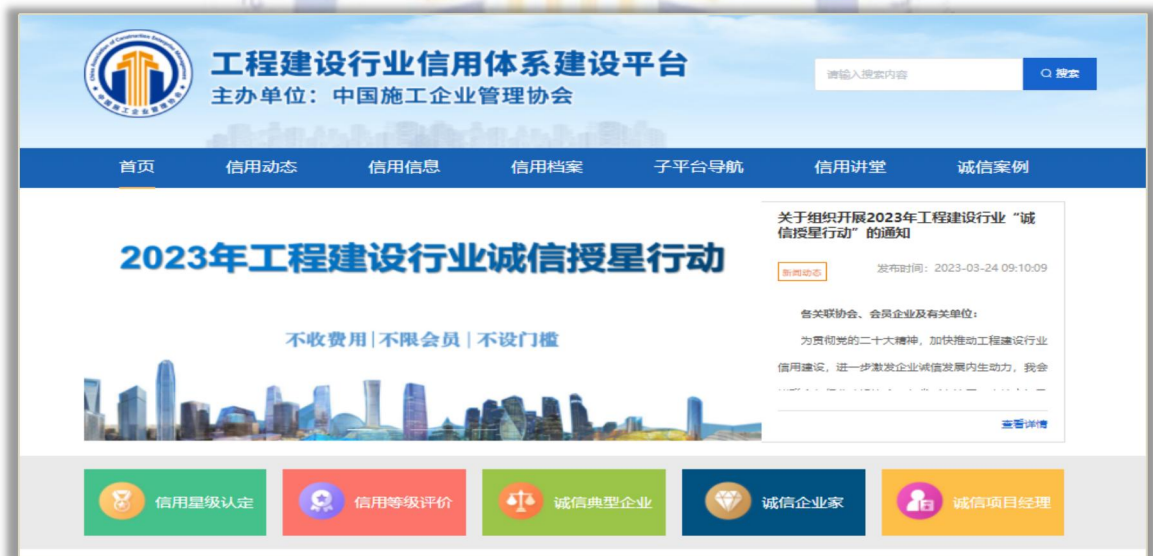 中国施工企业管理协会
工程建设行业信用体系建设平台
主办单位：中国施工企业管理协会
请输入搜索内容
搜索
首页
信用动态
信用信息
信用档案
子平台导航
信用讲堂
诚信案例
2023年工程建设行业诚信授星行动
不收费用|不限会员|不设门槛
关于组织开展2023年工程建设行业“诚
信授星行动”的通知
新闻动态
发布时间：2023-03-24 09:10:09
各关联协会、会员企业及有关单位：
为贯彻党的二十大精神，加快推动工程建设行业
信用建设，进一步激发企业诚信发展内生动力，我会
查看详情
信用星级认定
信用等级评价
诚信典型企业
诚信企业家
诚信项目经理